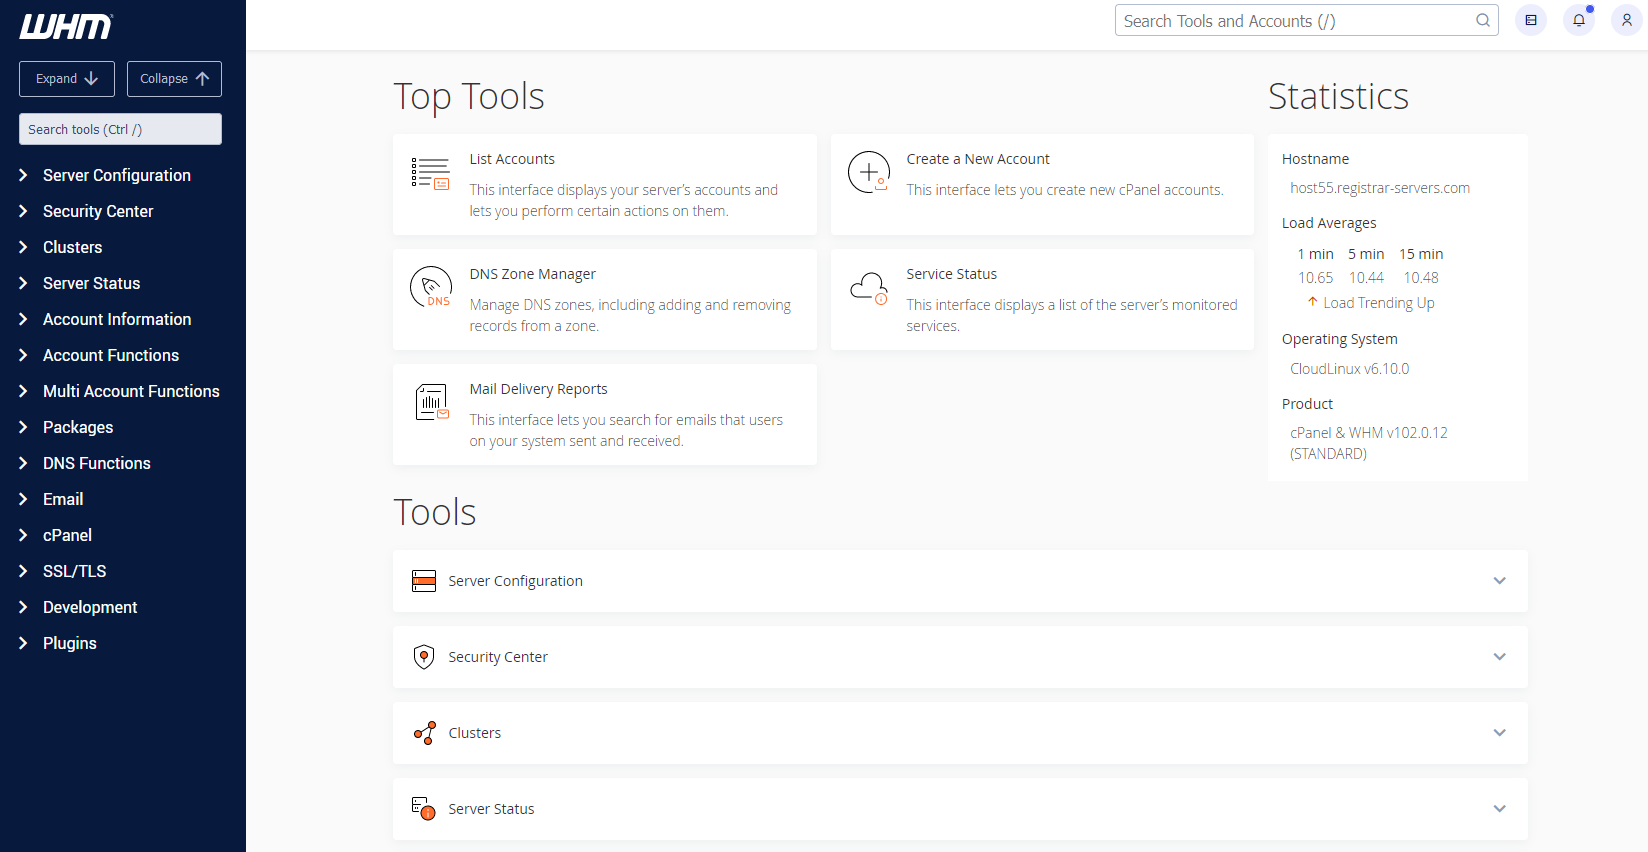 WHM
Expand
Collapse
Search tools (Ctrl /)
Server Configuration
Security Center
Clusters
Server Status
Account Information
Account Functions
Multi Account Functions
Packages
DNS Functions
Email
cPanel
SSL/TLS
Development
Plugins
Search Tools and Accounts (/)
Top Tools
List Accounts
This interface displays your server’s accounts and
lets you perform certain actions on them.
Create a New Account
This interface lets you create new cPanel accounts.
DNS
DNS Zone Manager
Manage DNS zones, including adding and removing
records from a zone.
Service Status
This interface displays a list of the server’s monitored
services.
Mail Delivery Reports
This interface lets you search for emails that users
on your system sent and received.
Statistics
Hostname
host55.registrar-servers.com
Load Averages
1 min 5 min 15 min
10.65 10.44 10.48
Load Trending Up
Operating System
CloudLinux v6.10.0
Product
cPanel & WHM v102.0.12
(STANDARD)
Tools
Server Configuration
Security Center
Clusters
Server Status